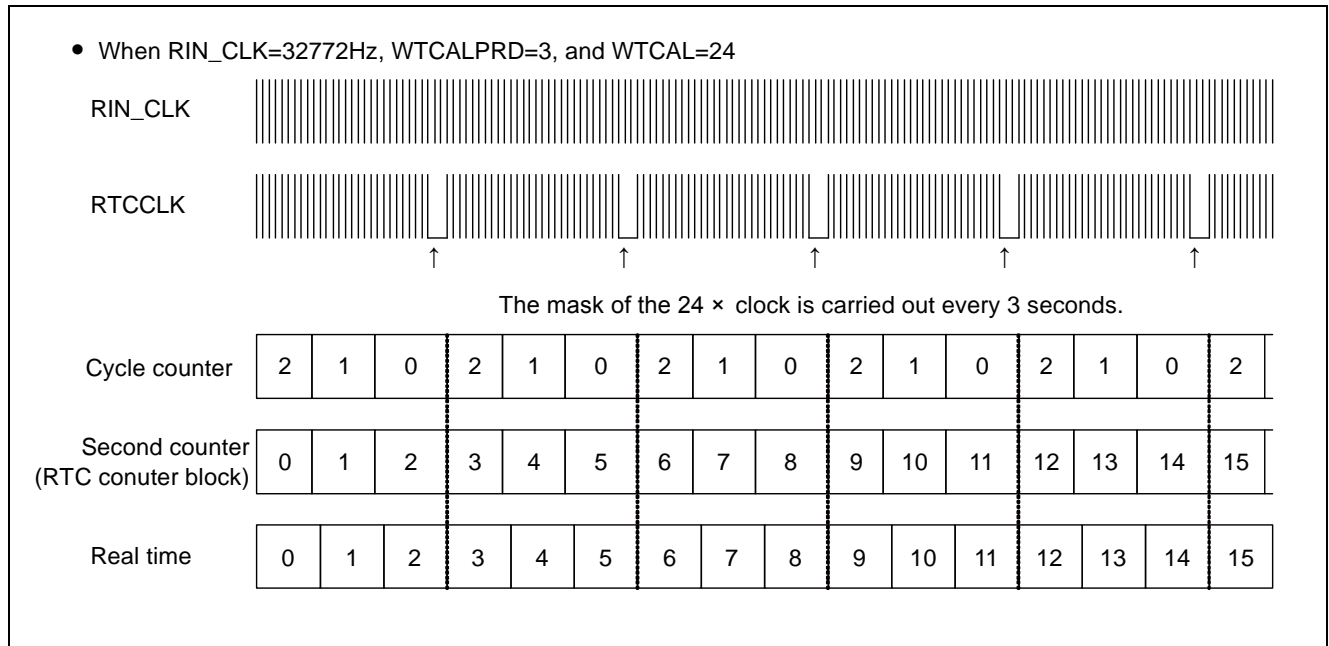 • When RIN_CLK=32772Hz, WTCALPRD=3, and WTCAL=24
RIN_CLK
RTCCLK
↑ ↑ ↑ ↑ ↑
The mask of the 24 × clock is carried out every 3 seconds.
Cycle counter 2 1 0 2 1 0 2 1 0 2 1 0 2 1 0 2
Second counter
(RTC conuter block) 0 1 2 3 4 5 6 7 8 9 10 11 12 13 14 15
Real time 0 1 2 3 4 5 6 7 8 9 10 11 12 13 14 15